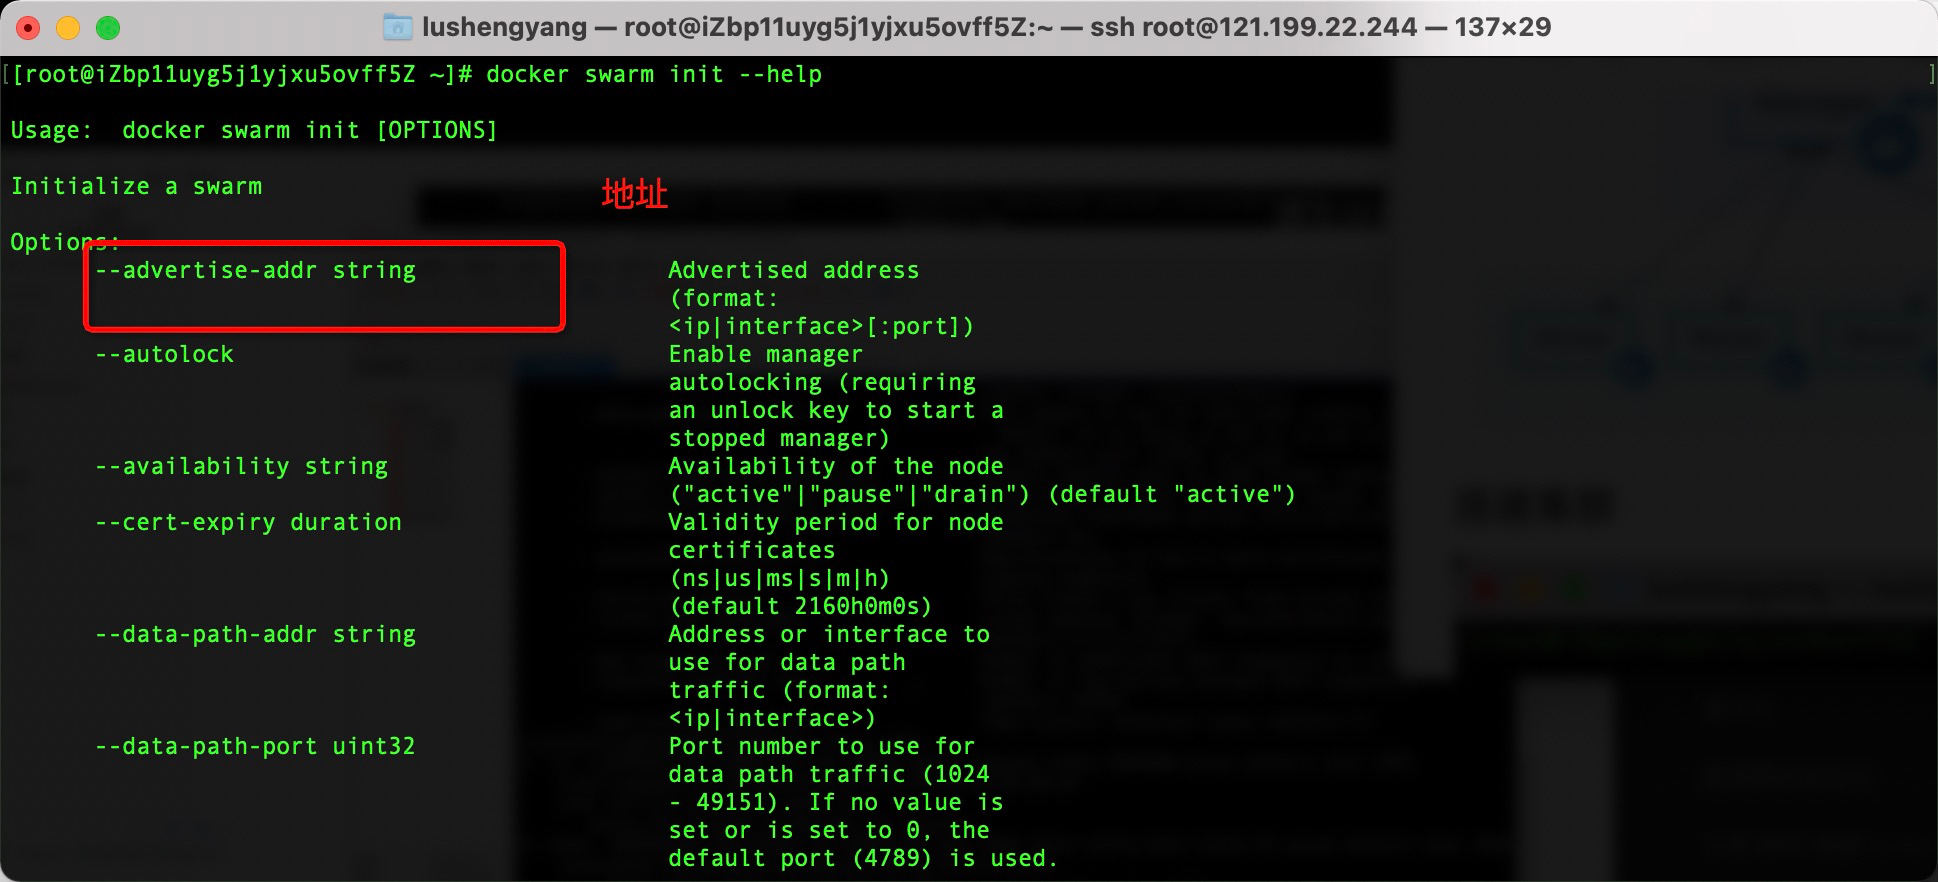 lushengyang — root@iZbp11uyg5j1yjxu5ovff5Z:~ — ssh root@121.199.22.244 — 137×29
[[root@iZbp11uyg5j1yjxu5ovff5Z ~]# docker swarm init --help ]
Usage:  docker swarm init [OPTIONS]
Initialize a swarm
地址
Options:
--advertise-addr string Advertised address
(format:
<ip|interface>[:port])
--autolock Enable manager
autolocking (requiring
an unlock key to start a
stopped manager)
--availability string Availability of the node
("active"|"pause"|"drain") (default "active")
--cert-expiry duration Validity period for node
certificates
(ns|us|ms|s|m|h)
(default 2160h0m0s)
--data-path-addr string Address or interface to
use for data path
traffic (format:
<ip|interface>)
--data-path-port uint32 Port number to use for
data path traffic (1024
- 49151). If no value is
set or is set to 0, the
default port (4789) is used.